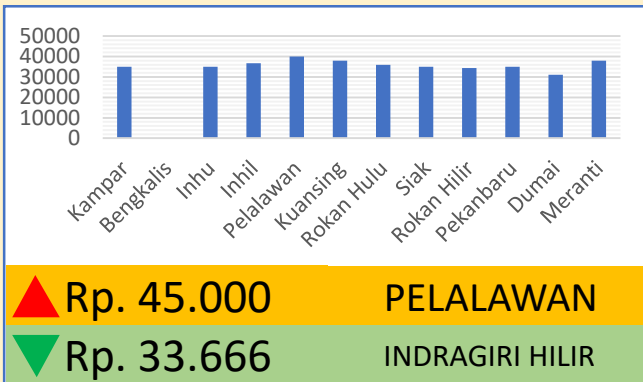 50000
40000
30000
20000
10000
0
Kampar
Bengkalis
Inhu
Inhil
Pelalawan
Kuansing
Rokan Hulu
Siak
Rokan Hilir
Pekanbaru
Dumai
Meranti
Rp. 45.000 PELALAWAN
Rp. 33.666 INDRAGIRI HILIR